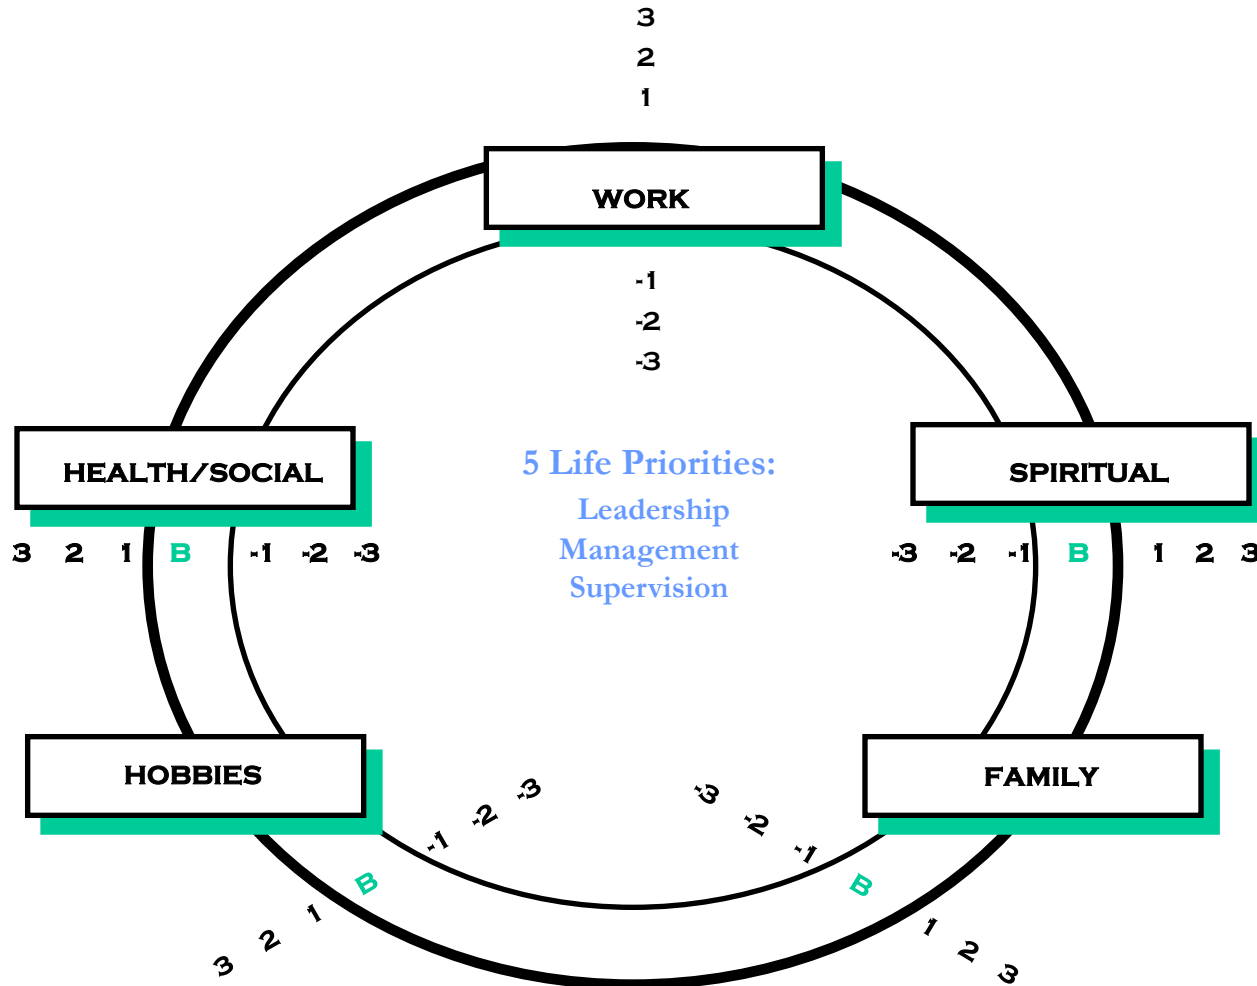 3
2
1
WORK
-1
-2
-3
HEALTH/SOCIAL
5 Life Priorities:
SPIRITUAL
Leadership
Management
Supervision
3 2 1 B -1 -2 -3
-3 -2 -1 B 1 2 3
HOBBIES
FAMILY
3 2 1 B -1 -2 -3
-3 -2 -1 B 1 2 3